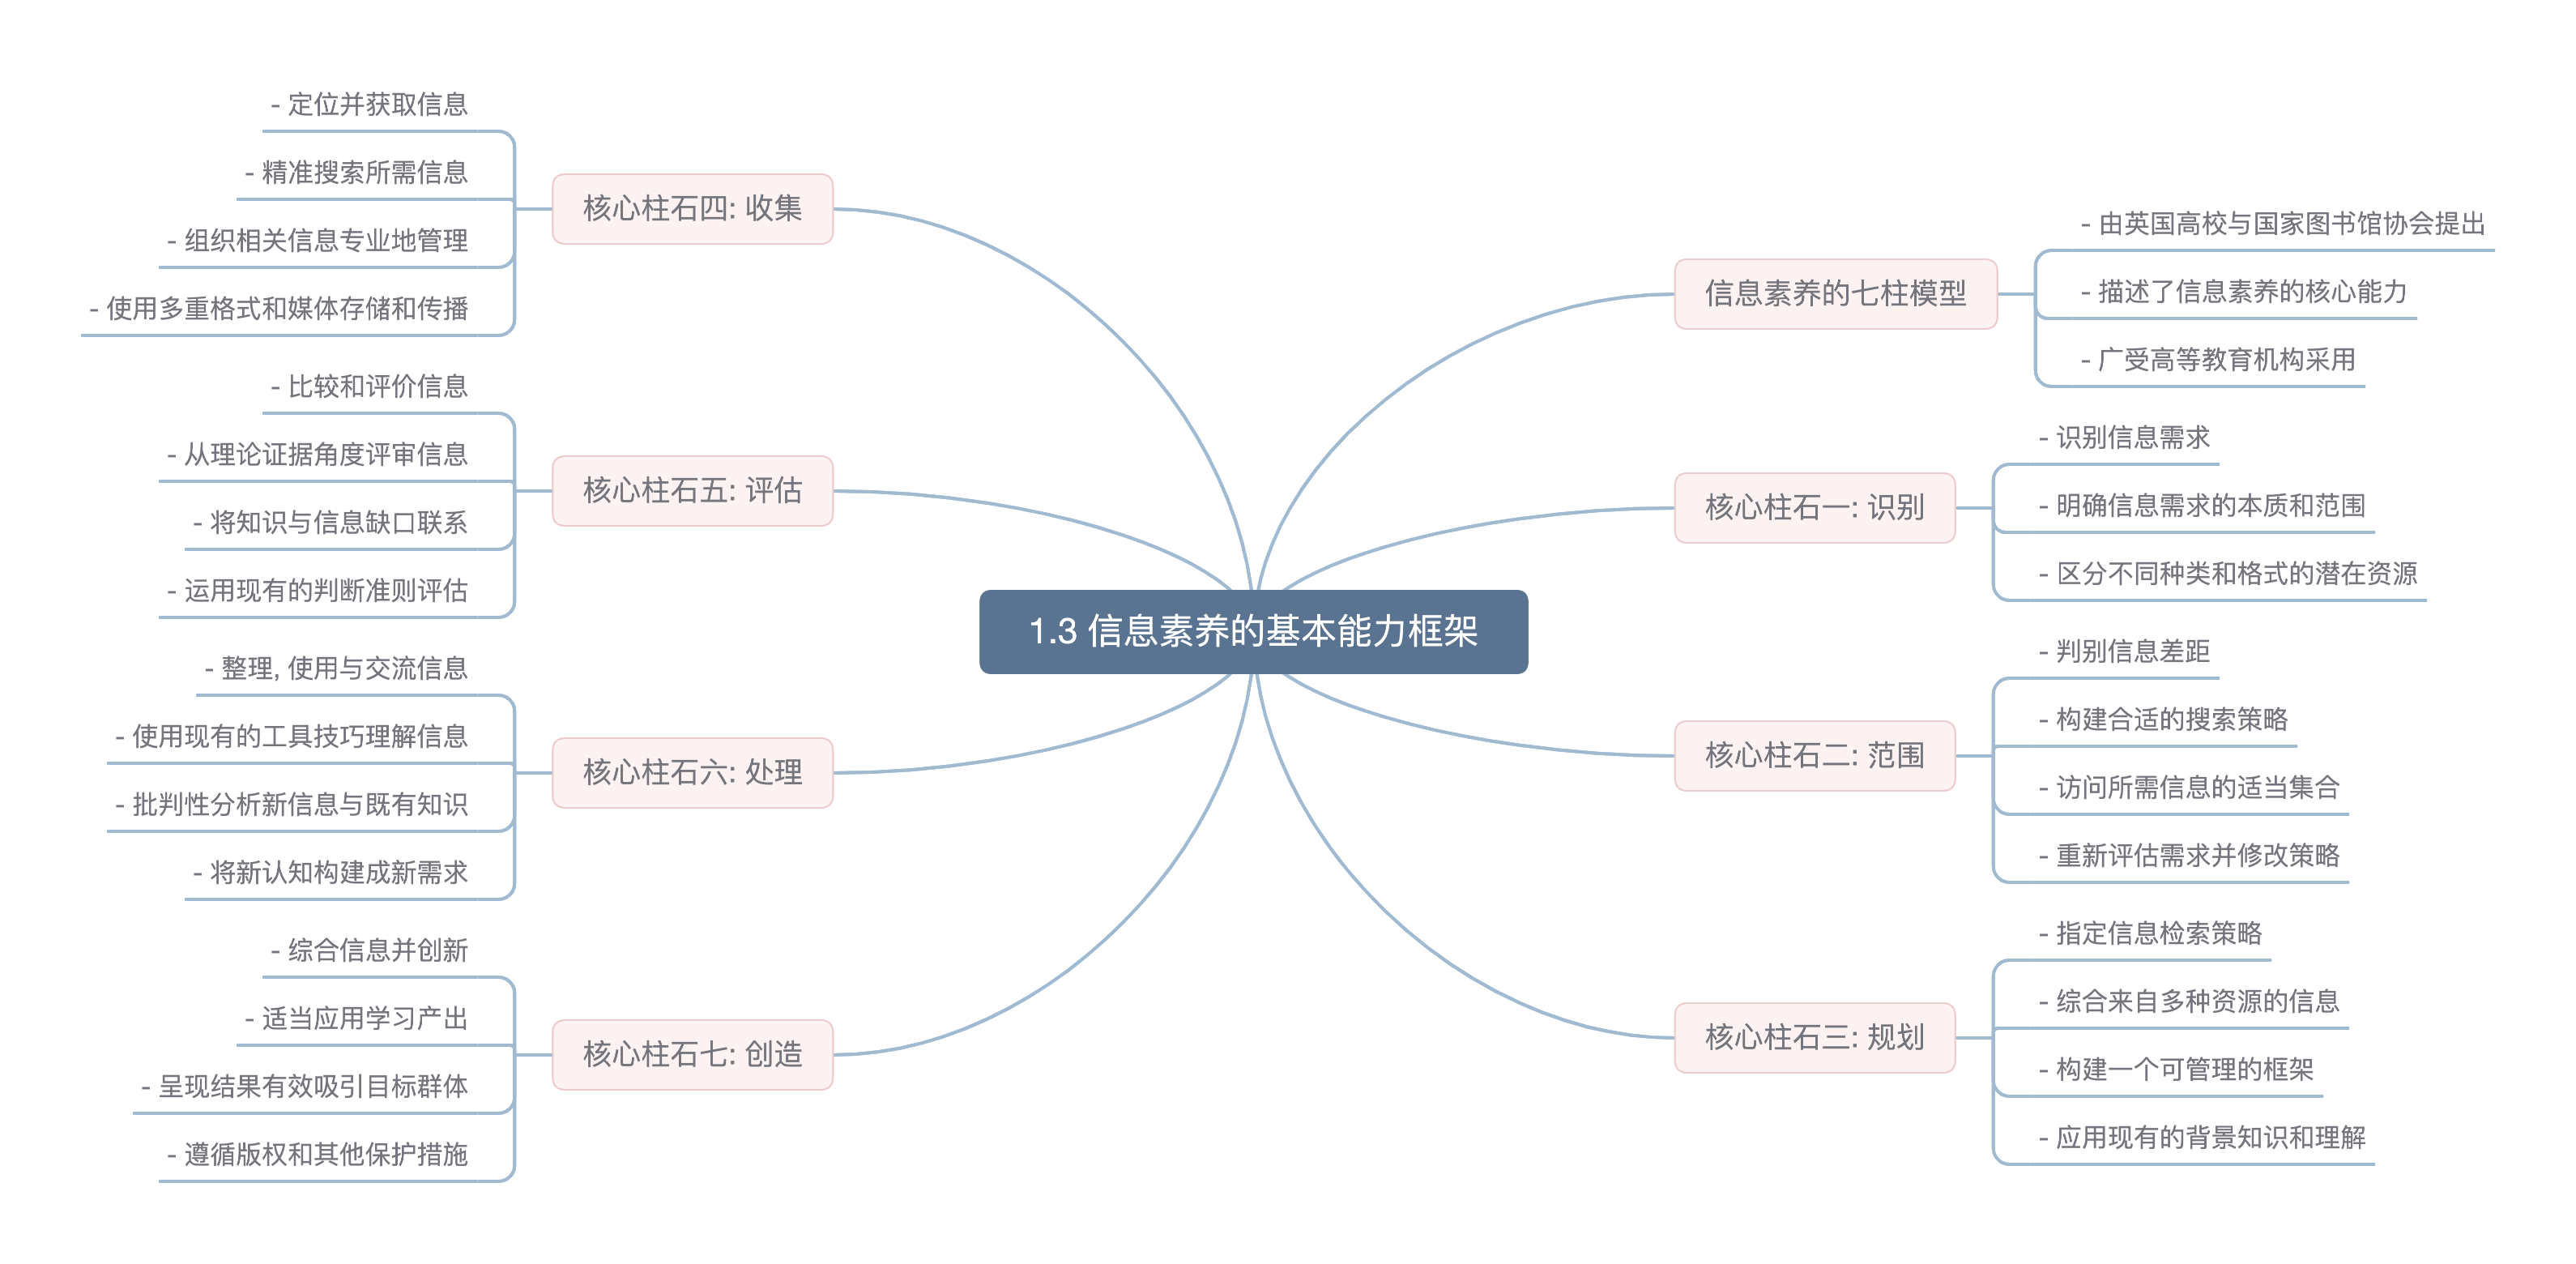 1.3 信息素养的基本能力框架
信息素养的七柱模型
- 由英国高校与国家图书馆协会提出
- 描述了信息素养的核心能力
- 广受高等教育机构采用
核心柱石一: 识别
- 识别信息需求
- 明确信息需求的本质和范围
- 区分不同种类和格式的潜在资源
核心柱石二: 范围
- 判别信息差距
- 构建合适的搜索策略
- 访问所需信息的适当集合
- 重新评估需求并修改策略
核心柱石三: 规划
- 指定信息检索策略
- 综合来自多种资源的信息
- 构建一个可管理的框架
- 应用现有的背景知识和理解
核心柱石四: 收集
- 定位并获取信息
- 精准搜索所需信息
- 组织相关信息专业地管理
- 使用多重格式和媒体存储和传播
核心柱石五: 评估
- 比较和评价信息
- 从理论证据角度评审信息
- 将知识与信息缺口联系
- 运用现有的判断准则评估
核心柱石六: 处理
- 整理, 使用与交流信息
- 使用现有的工具技巧理解信息
- 批判性分析新信息与既有知识
- 将新认知构建成新需求
核心柱石七: 创造
- 综合信息并创新
- 适当应用学习产出
- 呈现结果有效吸引目标群体
- 遵循版权和其他保护措施